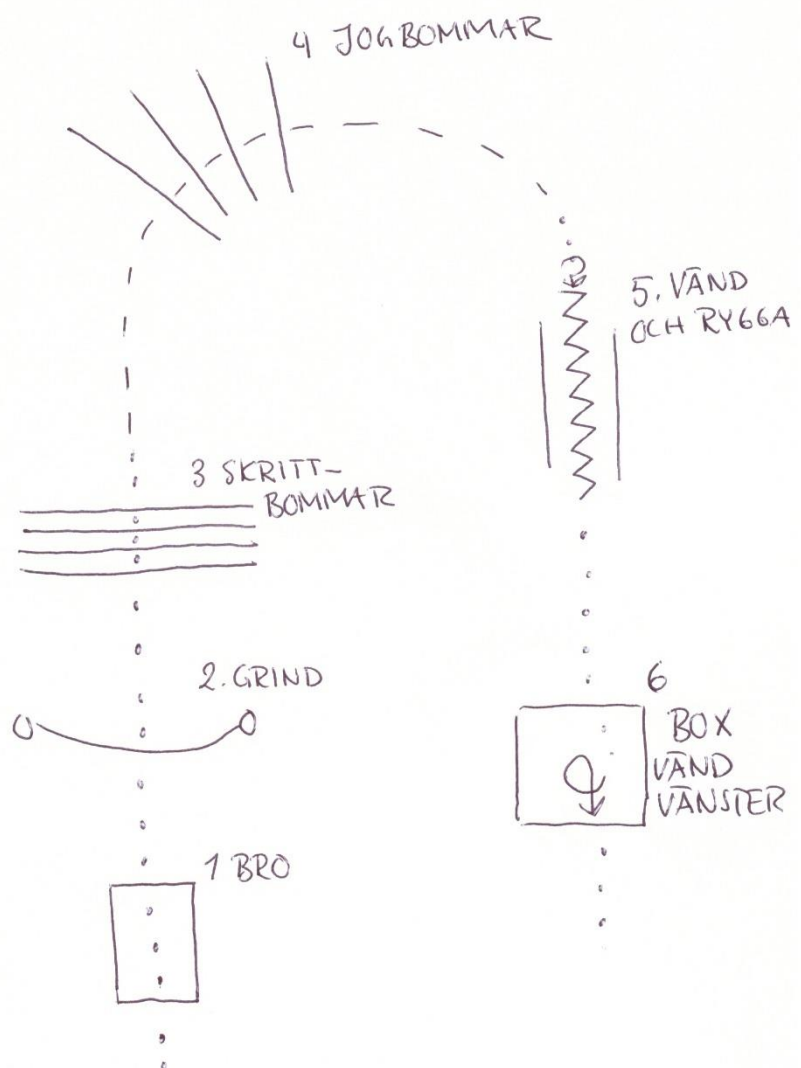 4 JOGBOMMAR
5. VÄND
OCH RYGGA
3 SKRITT-
BOMMAR
2. GRIND
6
BOX
VÄND
VÄNSTER
1 BRO